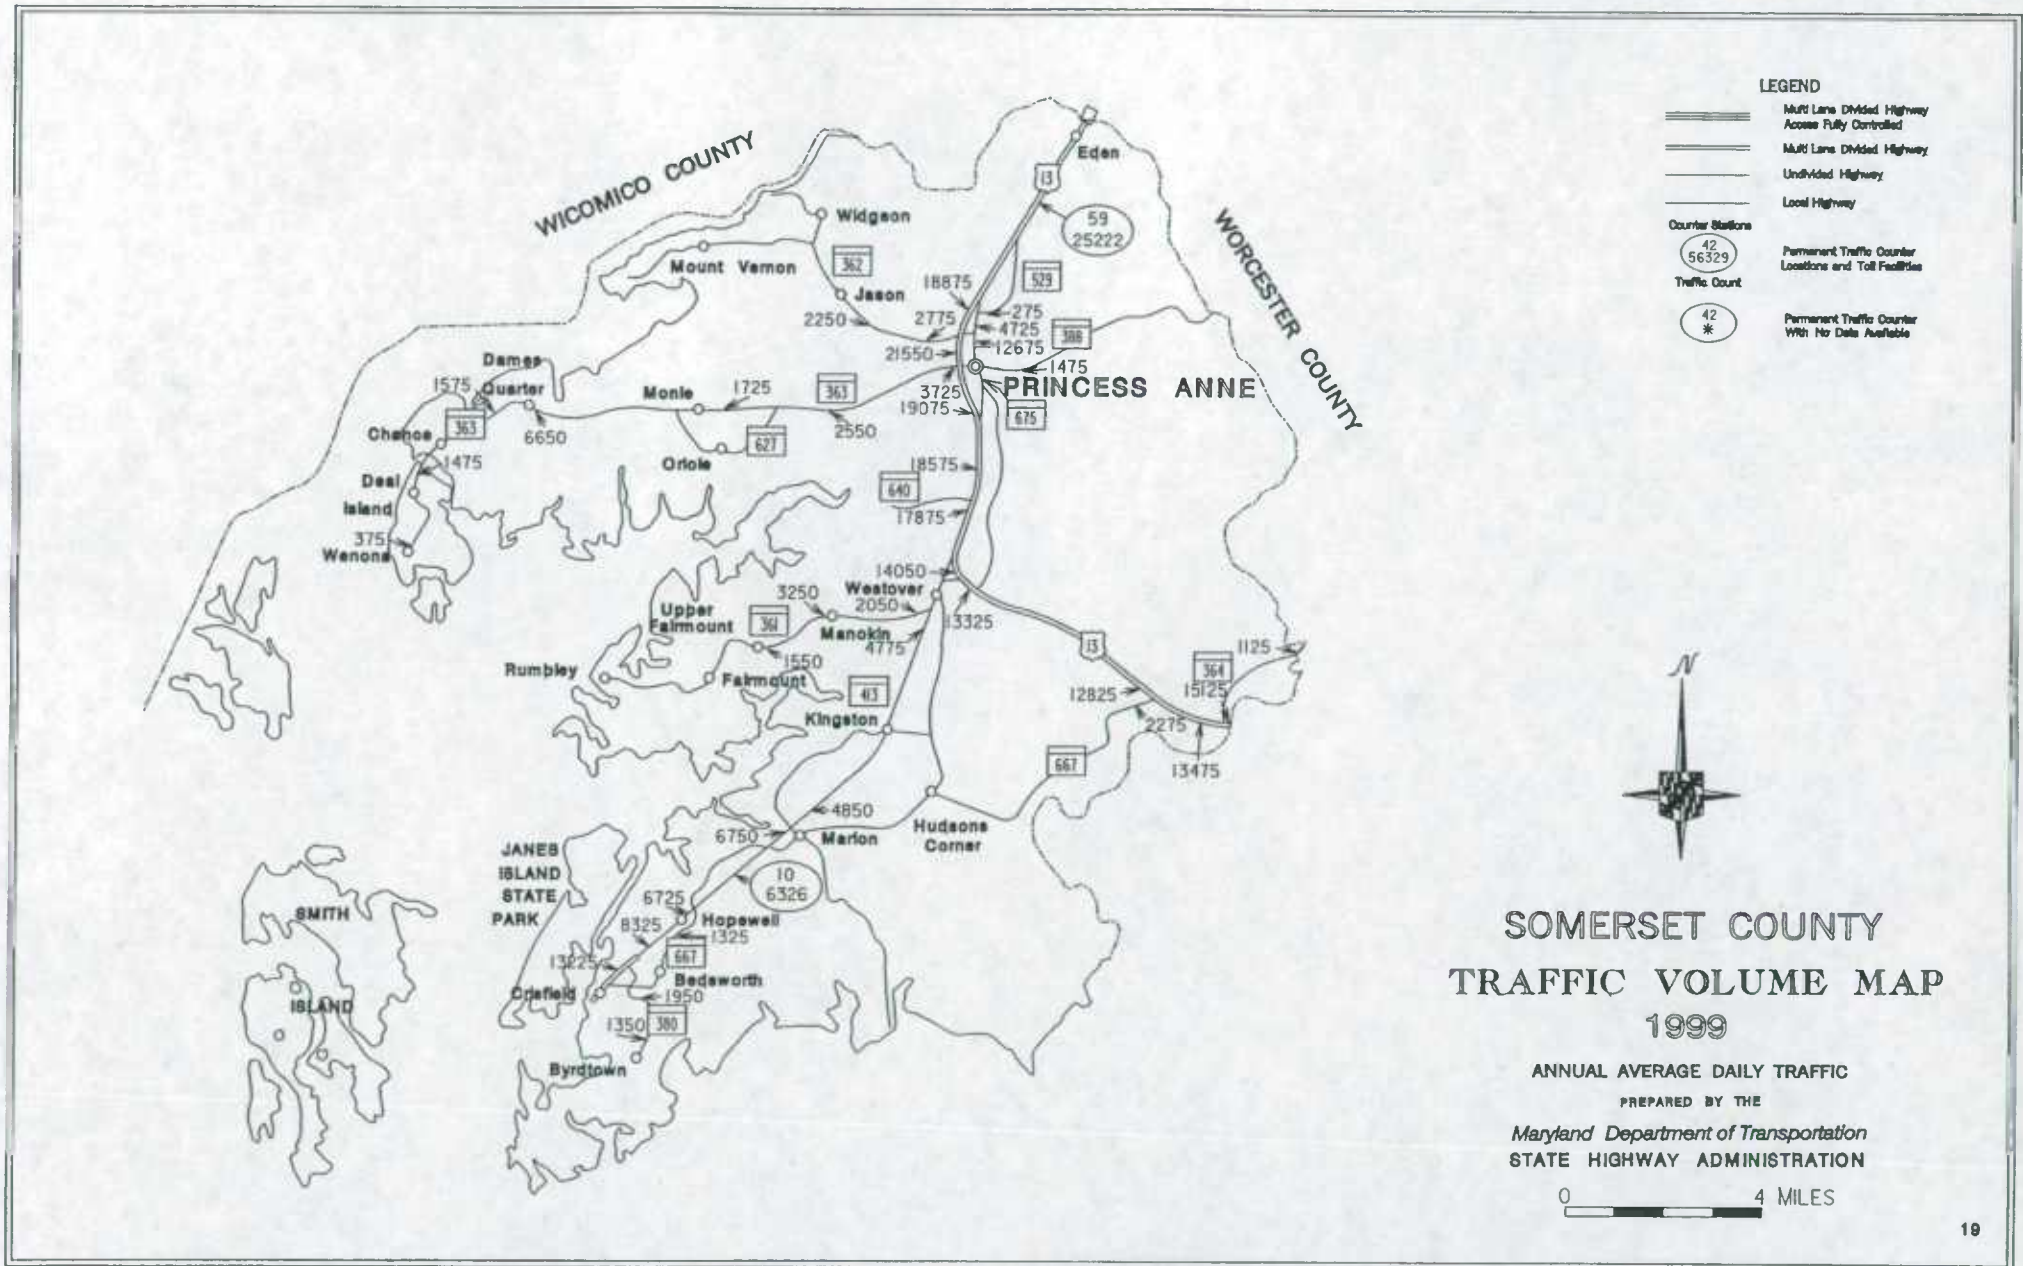 LEGEND
Multi Lane Divided Highway
Access Fully Controlled
Multi Lane Divided Highway
Undivided Highway
Local Highway
Counter Stations
42
56329
Permanent Traffic Counter
Locations and Toll Facilities
Traffic Count
42
*
Permanent Traffic Counter
With No Data Available
WICOMICO COUNTY
WORCESTER COUNTY
Eden
13
59
25222
Widgeon
Mount Vernon
362
Jason
529
18875
2250
2775
275
4725
388
12675
21550
1475
PRINCESS ANNE
Dames
Quarter
1575
Monie
1725
363
3725
19075
675
363
Chance
6650
627
2550
Oriole
1475
Deal
Island
375
Wenona
18575
640
17875
14050
Westover
3250
2050
Upper
Fairmount
361
Manokin
4775
13325
13
1125
364
Rumbley
1550
Fairmount
413
12825
15125
Kingston
2275
667
13475
4850
6750
Marion
Hudsons
Corner
JANES
ISLAND
STATE
PARK
10
6326
6725
Hopewell
8325
1325
667
13225
Bedsworth
Crisfield
1950
1350
380
Byrdtown
SMITH
ISLAND
N
SOMERSET COUNTY
TRAFFIC VOLUME MAP
1999
ANNUAL AVERAGE DAILY TRAFFIC
PREPARED BY THE
Maryland Department of Transportation
STATE HIGHWAY ADMINISTRATION
0 4 MILES
19